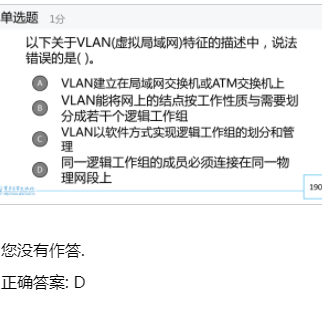 单选题 1分
以下关于VLAN(虚拟局域网)特征的描述中，说法
错误的是( )。
A VLAN建立在局域网交换机或ATM交换机上
B VLAN能将网上的结点按工作性质与需要划
分成若干个逻辑工作组
C VLAN以软件方式实现逻辑工作组的划分和管
理
D 同一逻辑工作组的成员必须连接在同一物
理网段上
190
您没有作答.
正确答案: D